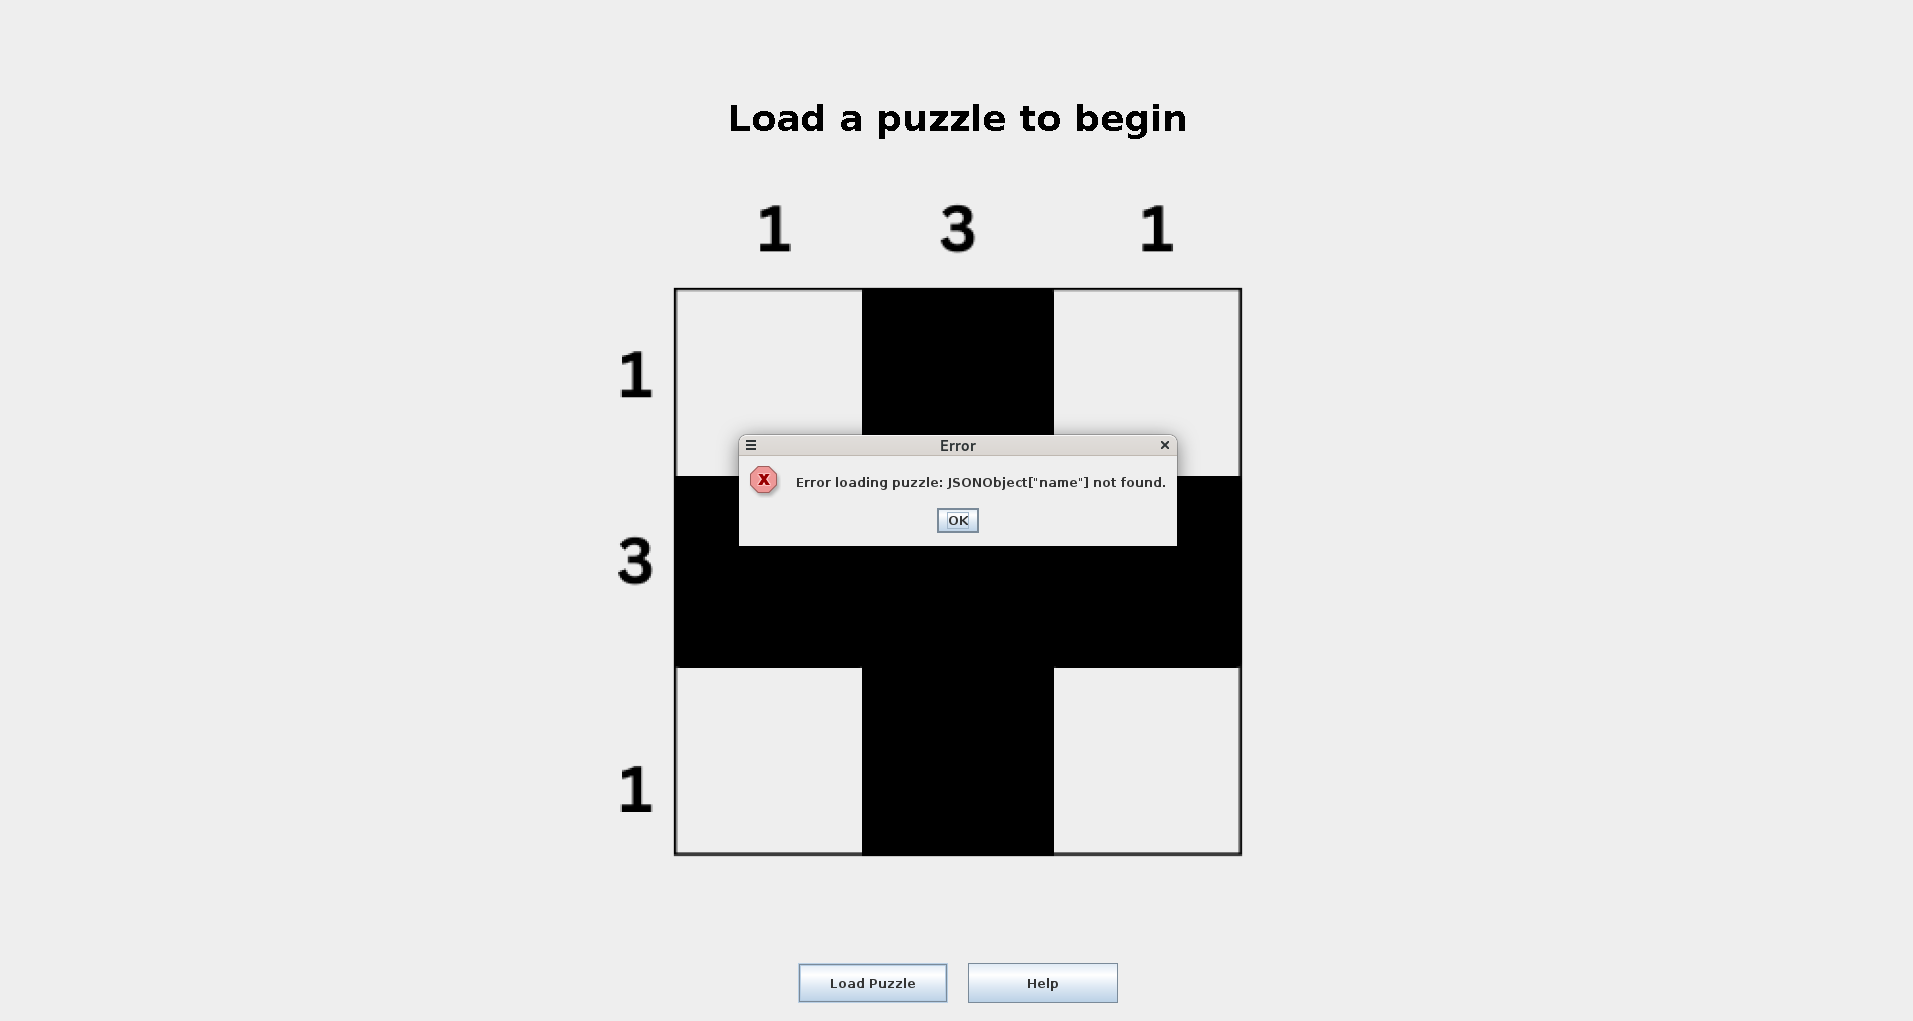 Load a puzzle to begin
1 3 1
1
Error
X
Error loading puzzle: JSONObject["name"] not found.
OK
3
1
Load Puzzle Help